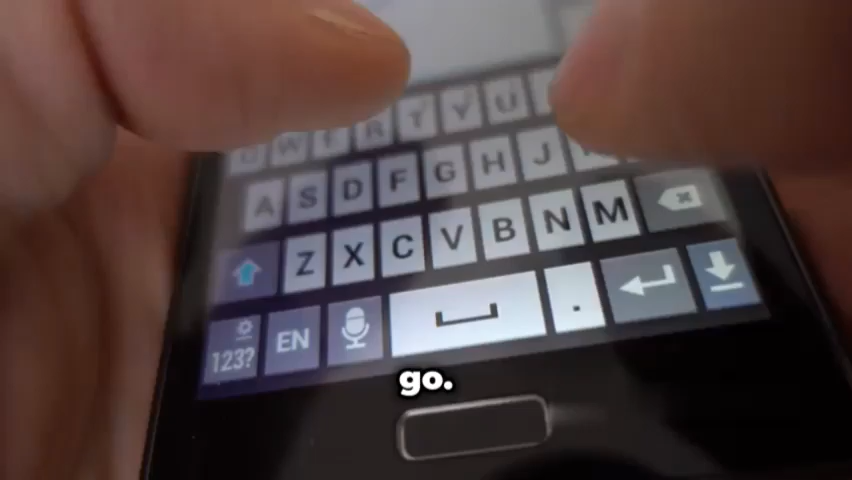 Q W E R T Y U
A S D F G H J
Z X C V B N M
123? EN .
go.